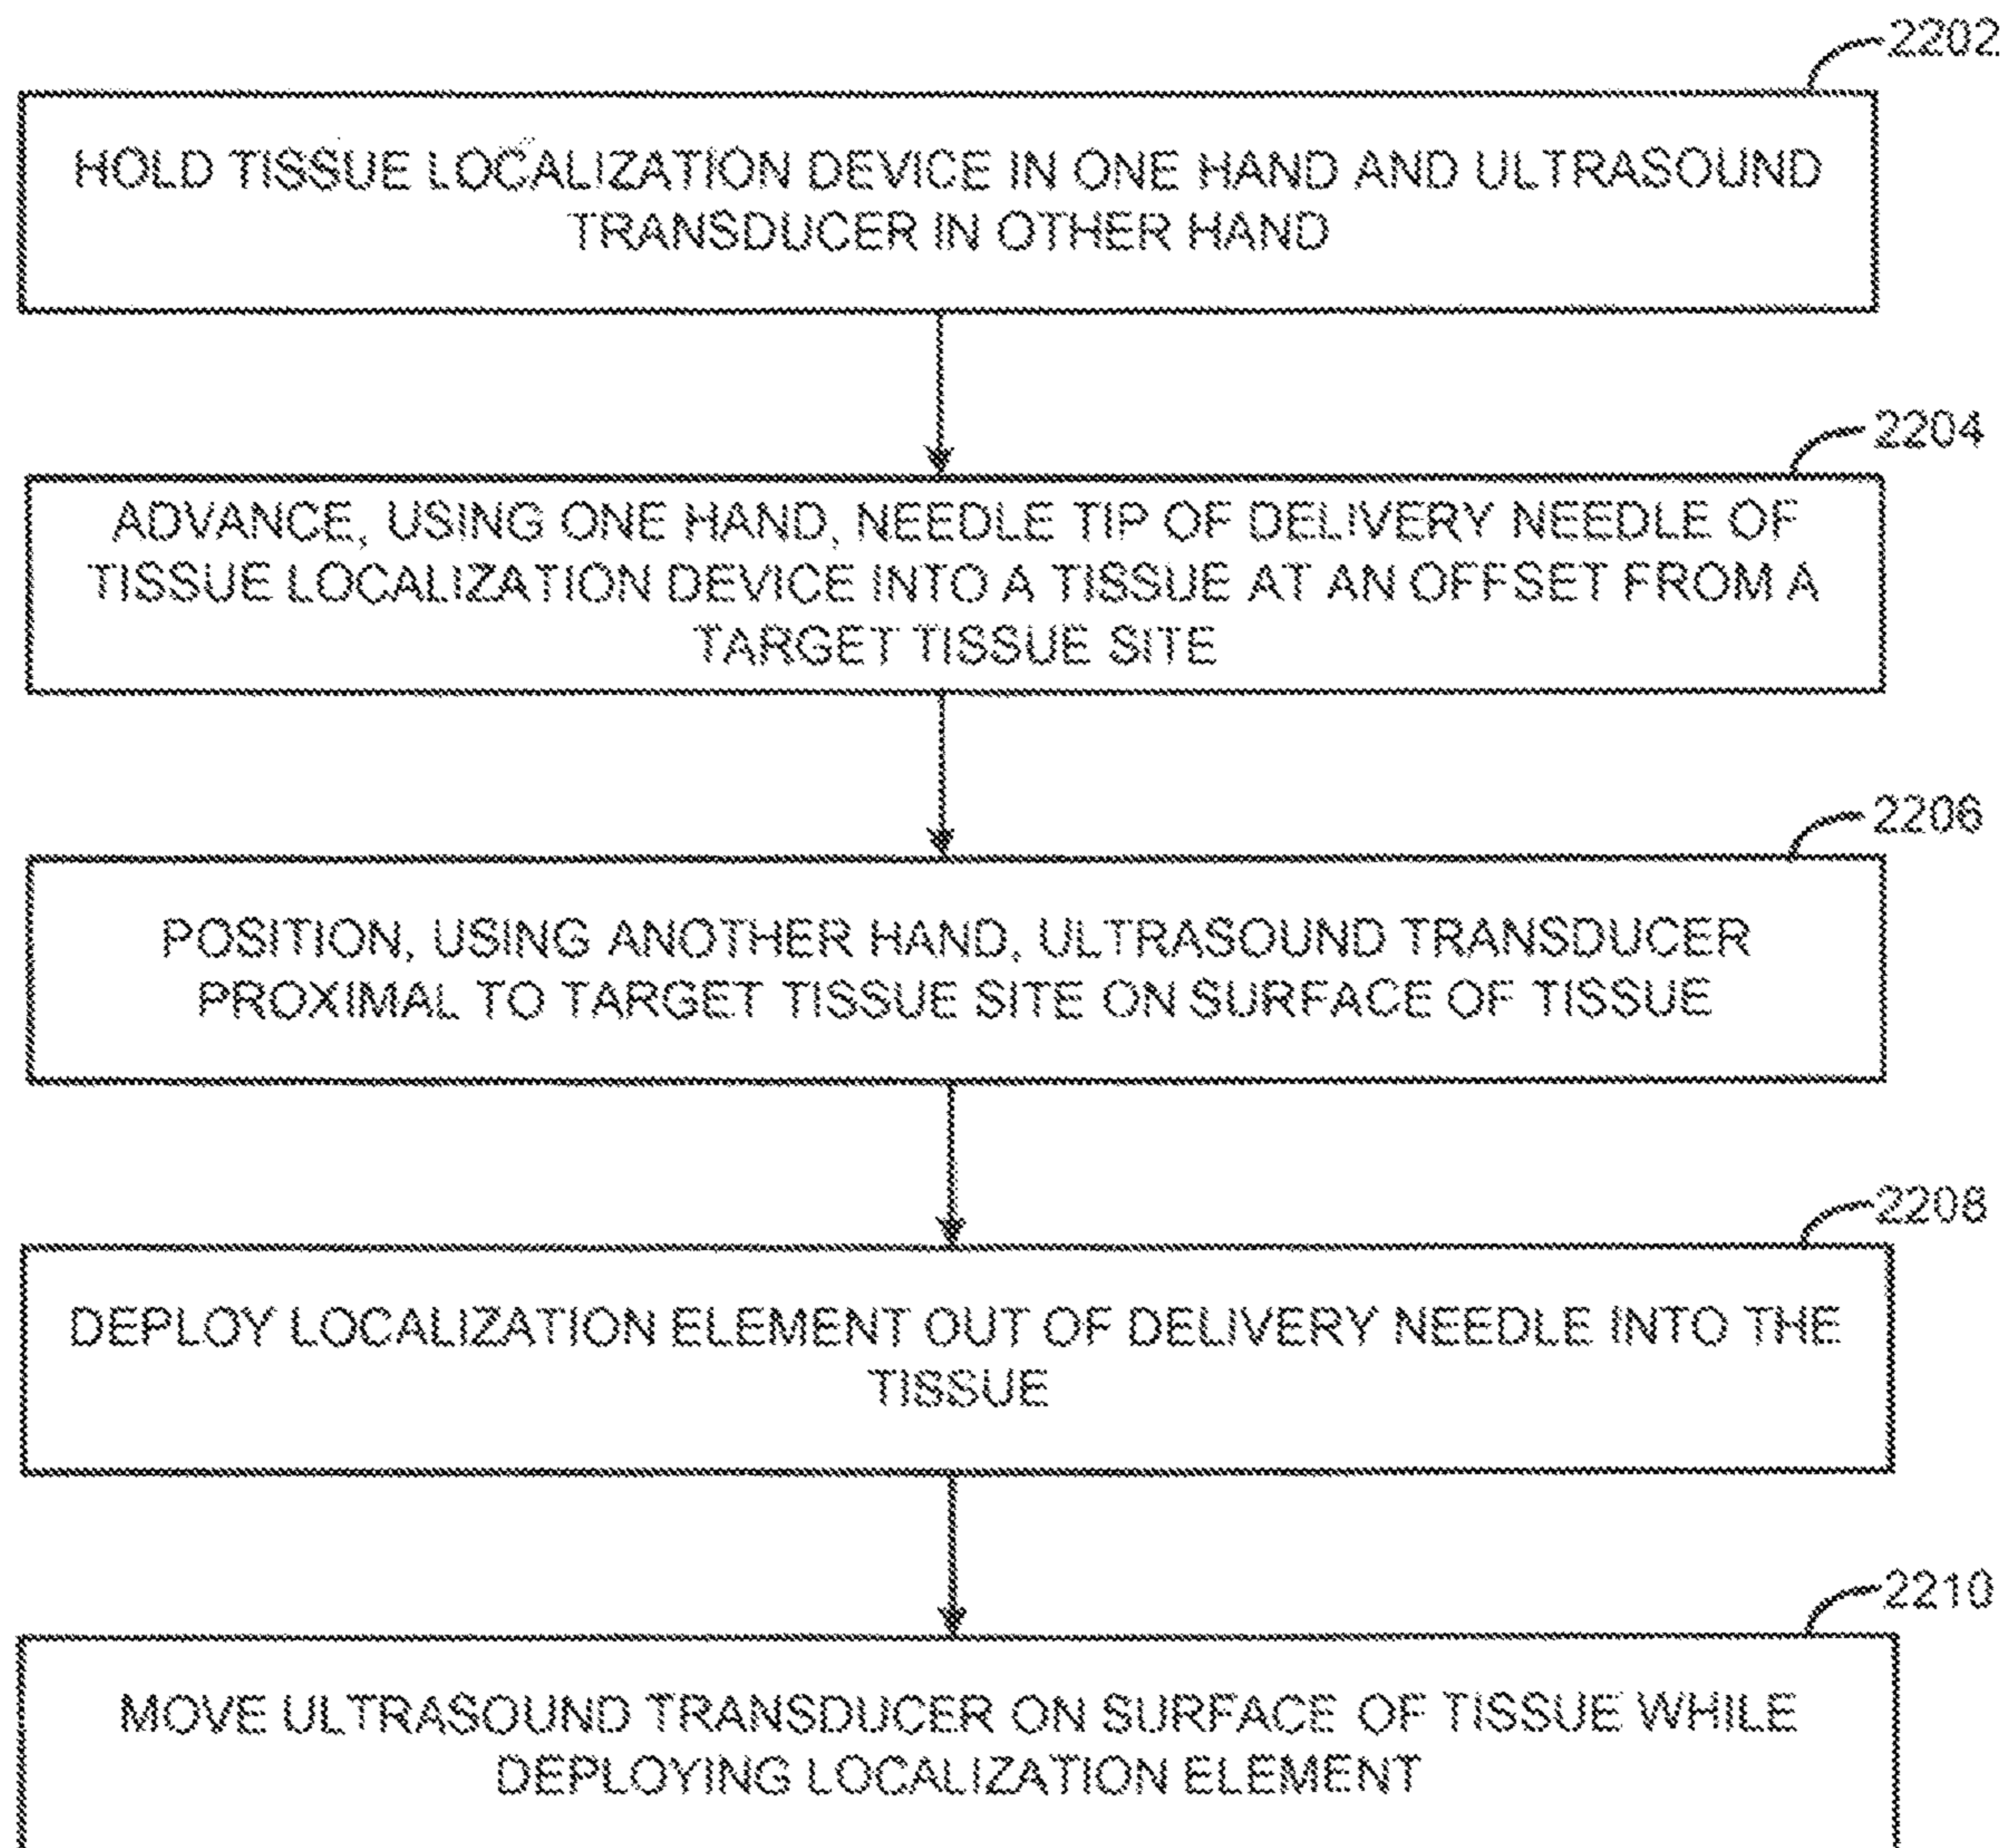 2202
HOLD TISSUE LOCALIZATION DEVICE IN ONE HAND AND ULTRASOUND
TRANSDUCER IN OTHER HAND
2204
ADVANCE, USING ONE HAND, NEEDLE TIP OF DELIVERY NEEDLE OF
TISSUE LOCALIZATION DEVICE INTO A TISSUE AT AN OFFSET FROM A
TARGET TISSUE SITE
2206
POSITION, USING ANOTHER HAND, ULTRASOUND TRANSDUCER
PROXIMAL TO TARGET TISSUE SITE ON SURFACE OF TISSUE
2208
DEPLOY LOCALIZATION ELEMENT OUT OF DELIVERY NEEDLE INTO THE
TISSUE
2210
MOVE ULTRASOUND TRANSDUCER ON SURFACE OF TISSUE WHILE
DEPLOYING LOCALIZATION ELEMENT